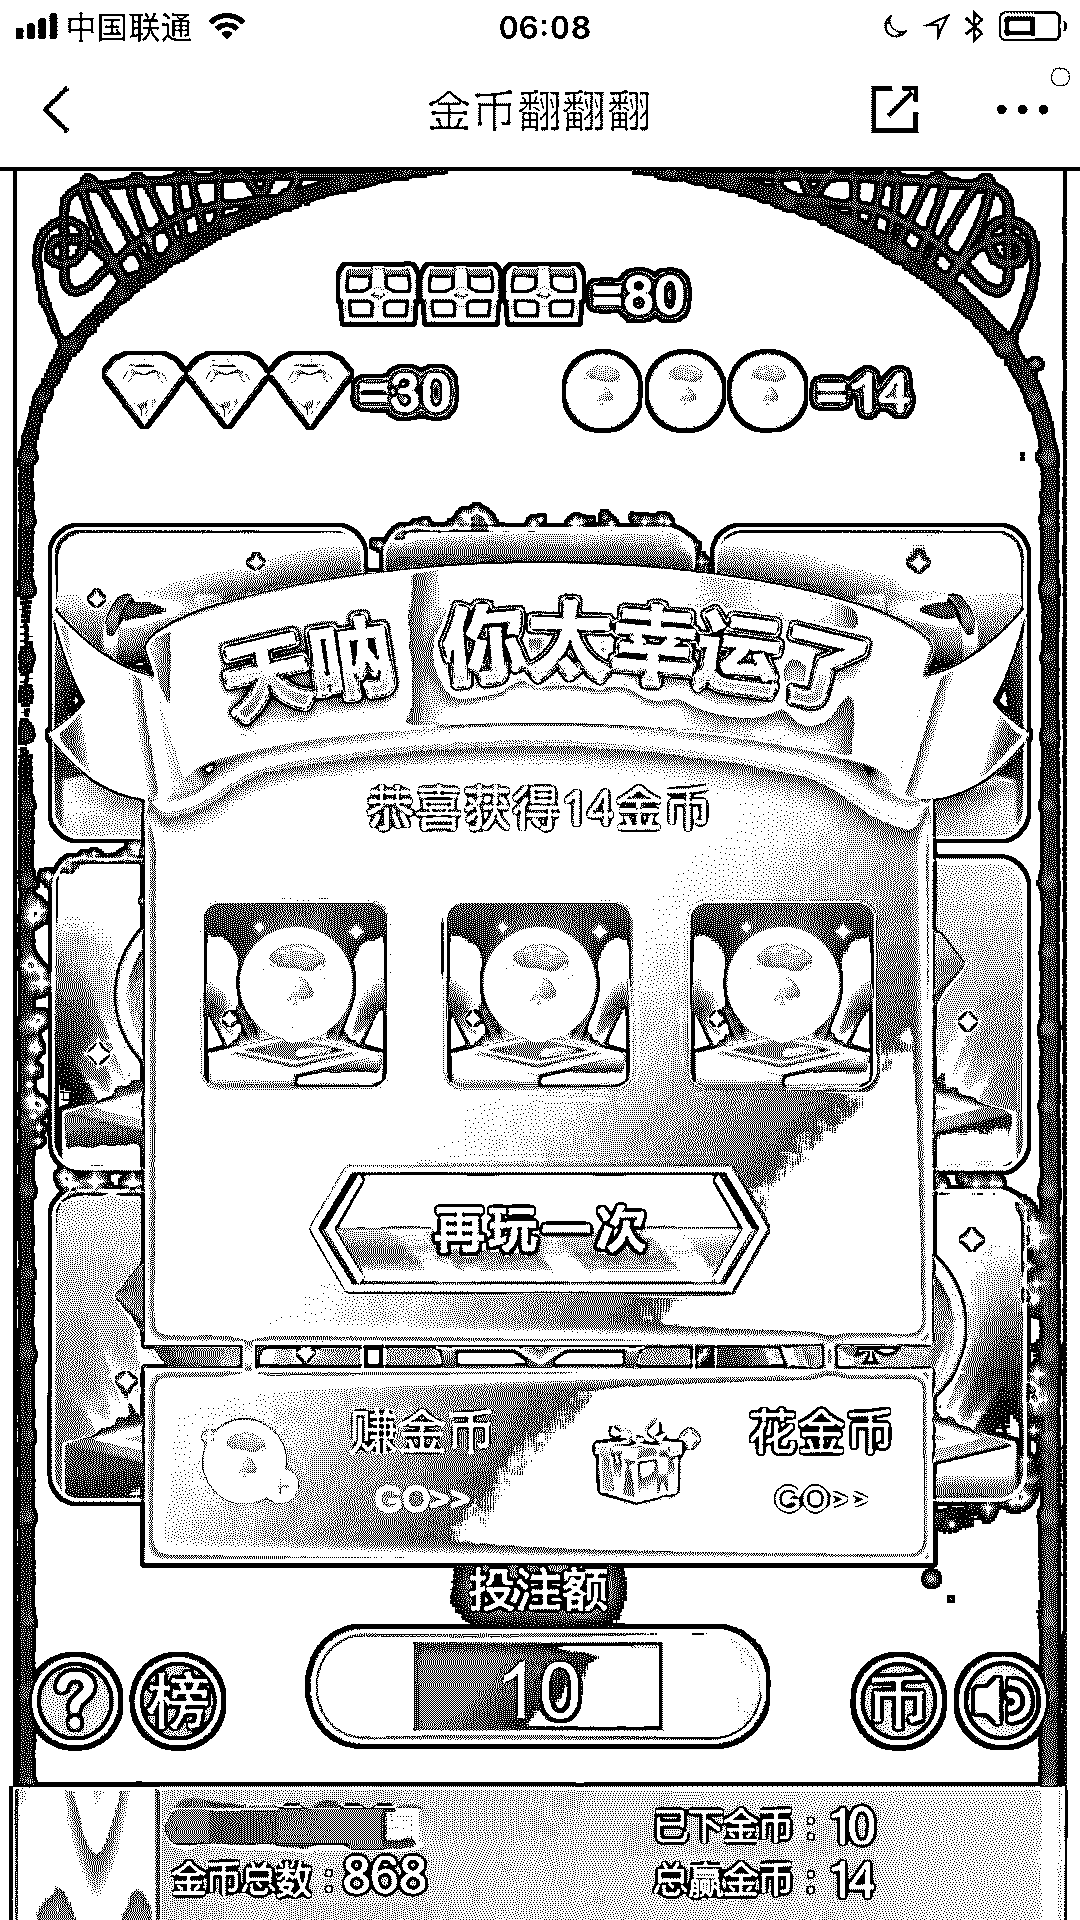 中国联通 06:08
金币翻翻翻
=80
=30 =14
天呐 你太幸运了
恭喜获得14金币
再玩一次
赚金币 花金币
GO>> GO>>
投注额
10
? 榜 币
已下金币：10
金币总数：868 总赢金币：14